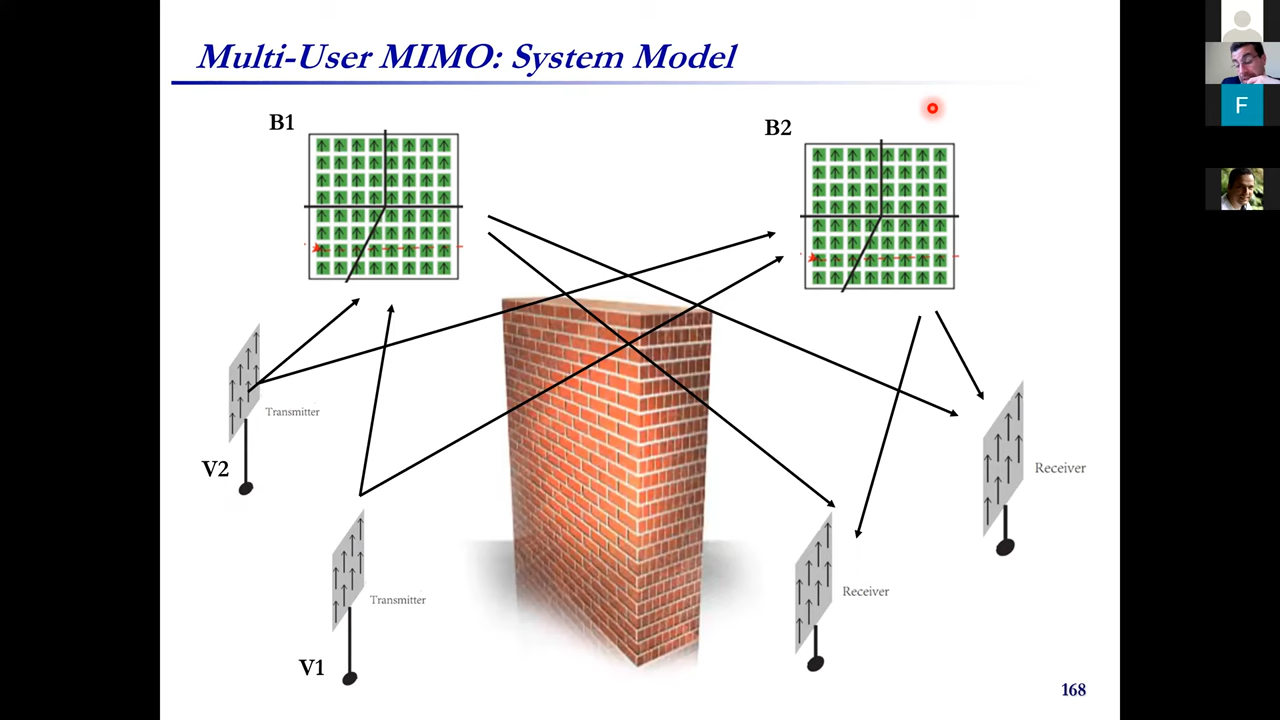 Multi-User MIMO: System Model
B1
B2
F
Transmitter
V2
Receiver
Transmitter
Receiver
V1
168